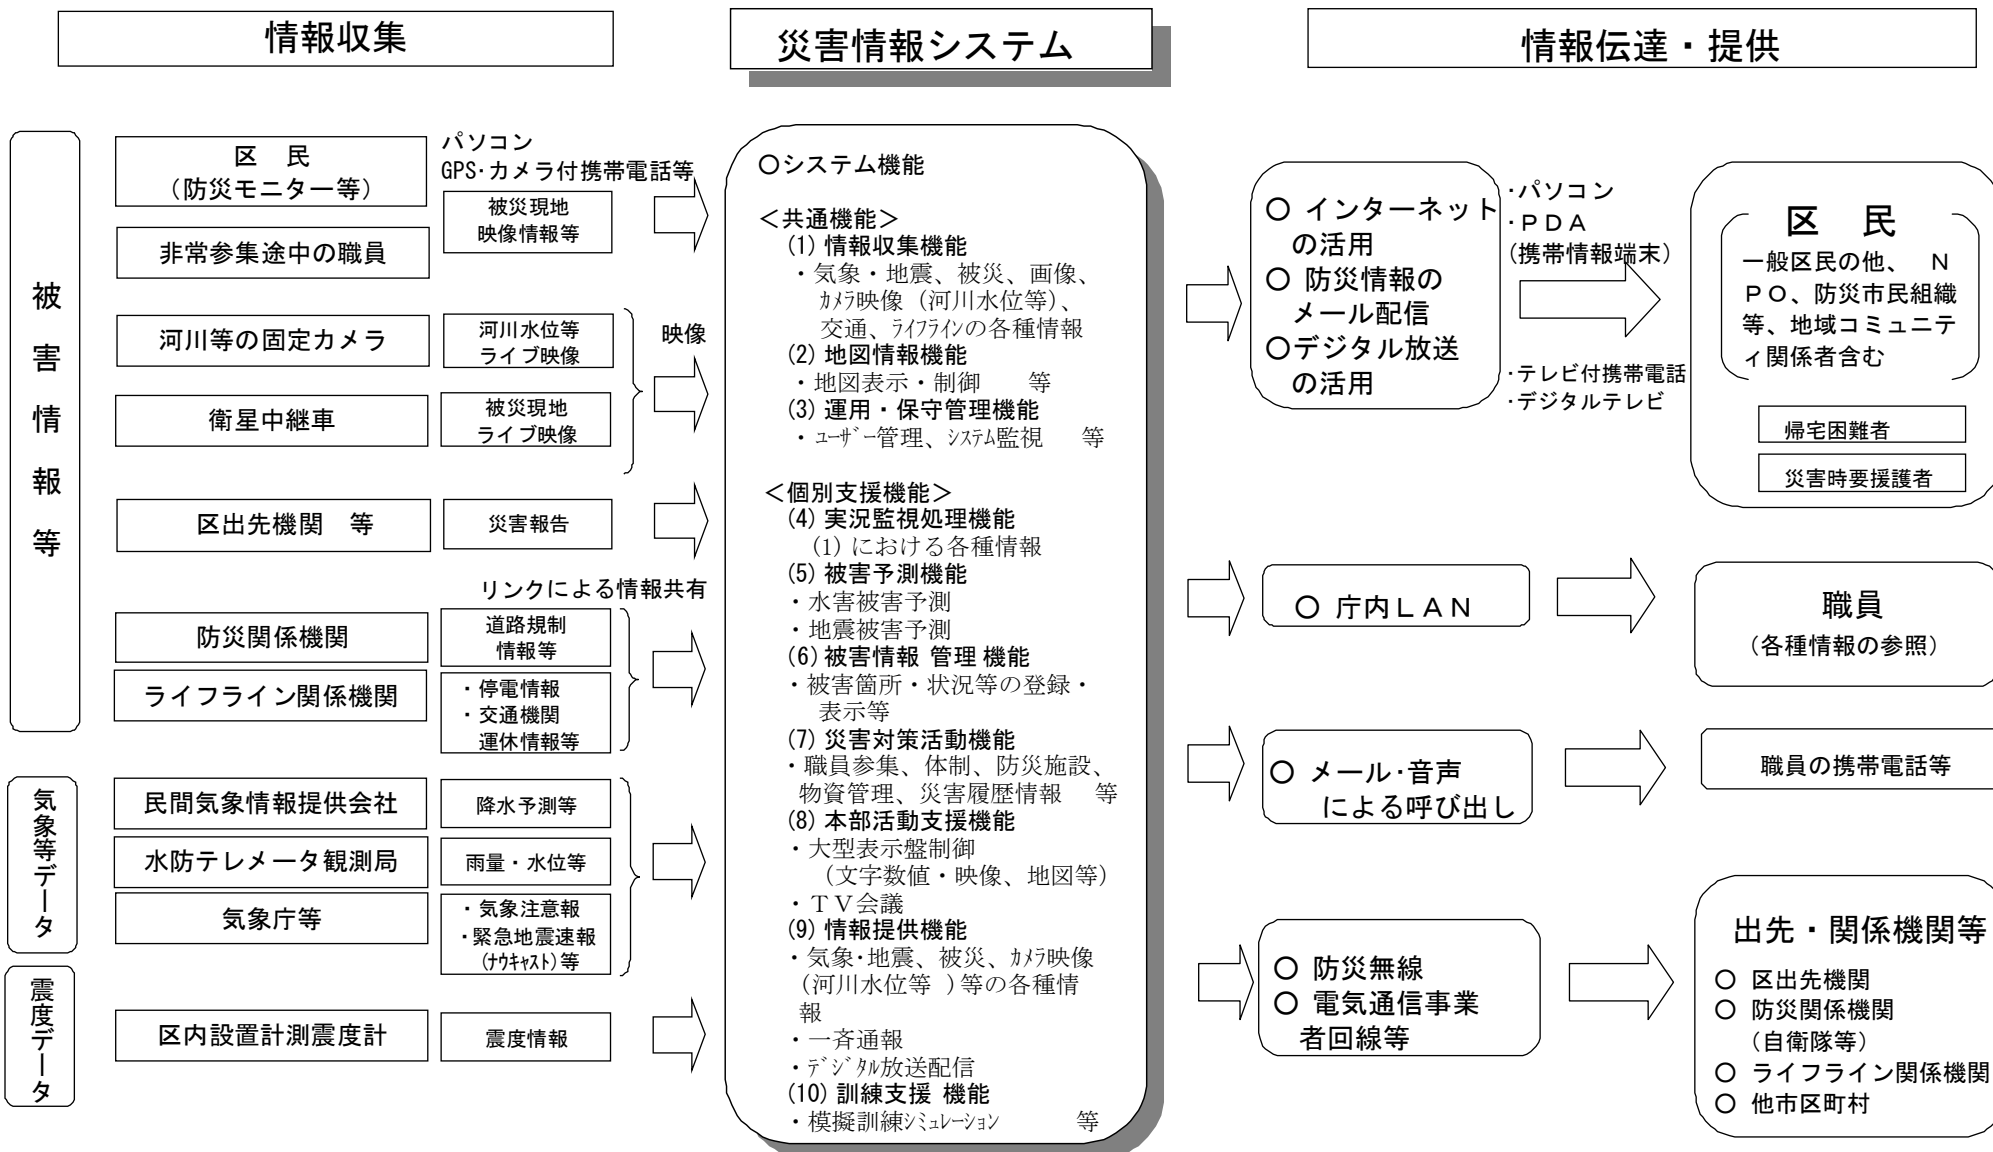 情報収集
災害情報システム
情報伝達・提供
被害情報等
気象等データ
震度データ
区　民
（防災モニター等）
非常参集途中の職員
河川等の固定カメラ
衛星中継車
区出先機関　等
防災関係機関
ライフライン関係機関
民間気象情報提供会社
水防テレメータ観測局
気象庁等
区内設置計測震度計
パソコン
GPS･カメラ付携帯電話等
被災現地
映像情報等
河川水位等
ライブ映像
被災現地
ライブ映像
映像
災害報告
リンクによる情報共有
道路規制
情報等
・停電情報
・交通機関
運休情報等
降水予測等
雨量・水位等
・気象注意報
・緊急地震速報
(ﾅｳｷｬｽﾄ)等
震度情報
〇システム機能
＜共通機能＞
(1) 情報収集機能
・気象・地震、被災、画像、
ｶﾒﾗ映像（河川水位等）、
交通、ﾗｲﾌﾗｲﾝの各種情報
(2) 地図情報機能
・地図表示・制御　　等
(3) 運用・保守管理機能
・ﾕｰｻﾞｰ管理、ｼｽﾃﾑ監視　　等
＜個別支援機能＞
(4) 実況監視処理機能
(1) における各種情報
(5) 被害予測機能
・水害被害予測
・地震被害予測
(6) 被害情報 管理 機能
・被害箇所・状況等の登録・
表示等
(7) 災害対策活動機能
・職員参集、体制、防災施設、
物資管理、災害履歴情報　等
(8) 本部活動支援機能
・大型表示盤制御
（文字数値・映像、地図等）
・ＴＶ会議
(9) 情報提供機能
・気象･地震、被災、ｶﾒﾗ映像
（河川水位等　）等の各種情
報
・一斉通報
・ﾃﾞｼﾞﾀﾙ放送配信
(10) 訓練支援 機能
・模擬訓練ｼﾐｭﾚｰｼｮﾝ　　　等
〇 インターネット
の活用
〇 防災情報の
メール配信
〇デジタル放送
の活用
･パソコン
･ＰＤＡ
(携帯情報端末)
･テレビ付携帯電話
･デジタルテレビ
区　民
一般区民の他、　Ｎ
ＰＯ、防災市民組織
等、地域コミュニテ
ィ関係者含む
帰宅困難者
災害時要援護者
〇 庁内ＬＡＮ
職員
（各種情報の参照）
〇 メール･音声
による呼び出し
職員の携帯電話等
〇 防災無線
〇 電気通信事業
者回線等
出先・関係機関等
〇 区出先機関
〇 防災関係機関
（自衛隊等）
〇 ライフライン関係機関
〇 他市区町村